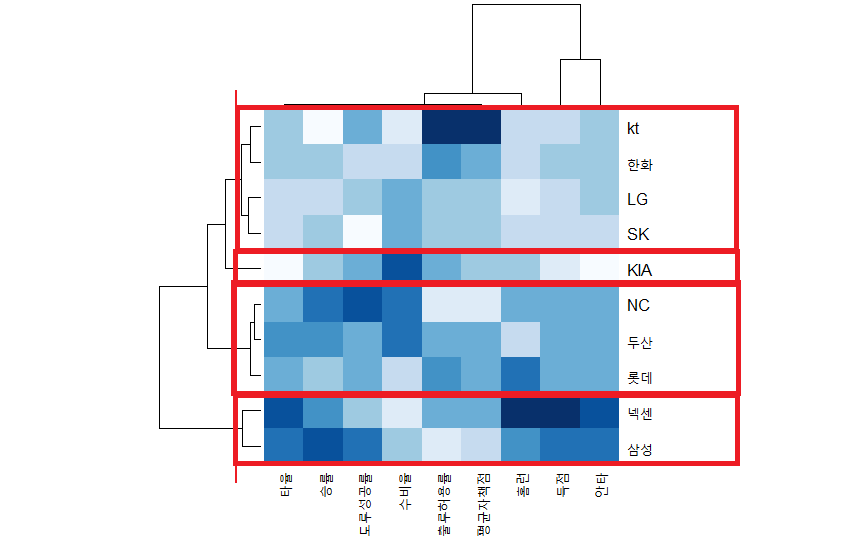 kt
한화
LG
SK
KIA
NC
두산
롯데
넥센
삼성
타율
승률
도루성공률
수비율
출루허용률
평균자책점
홈런
득점
안타